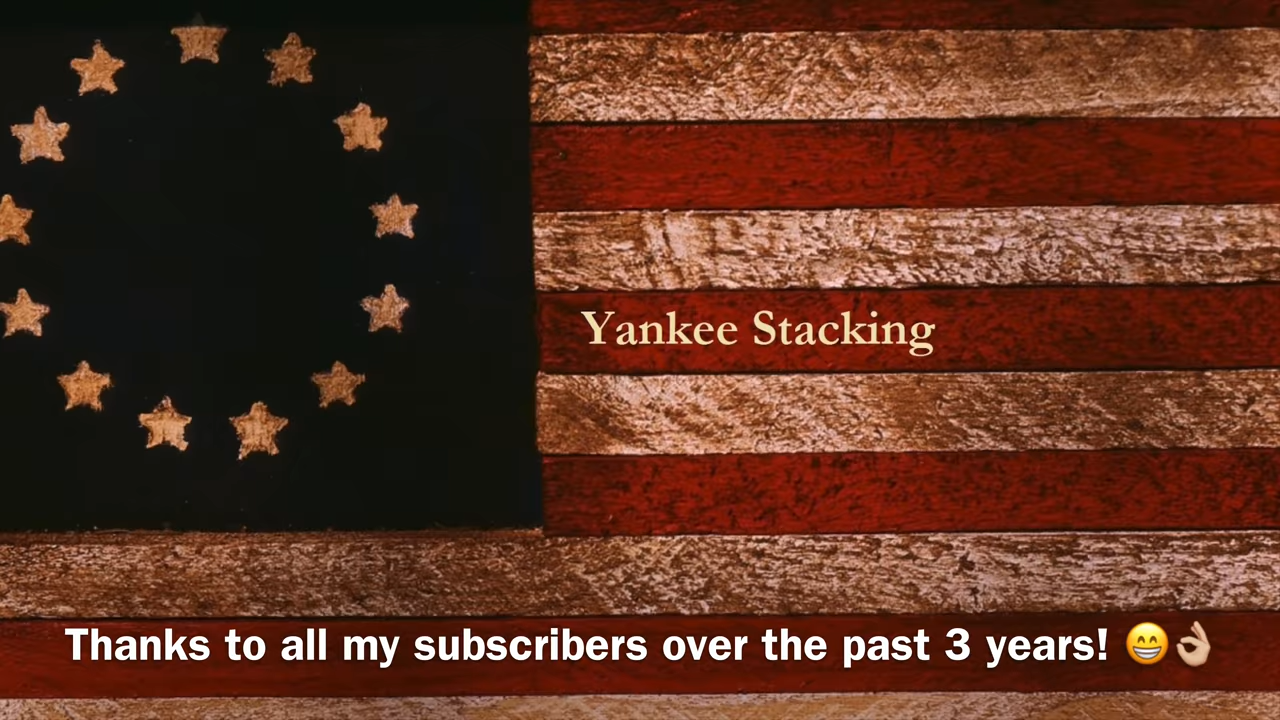 Yankee Stacking
Thanks to all my subscribers over the past 3 years! 😁👌🏼